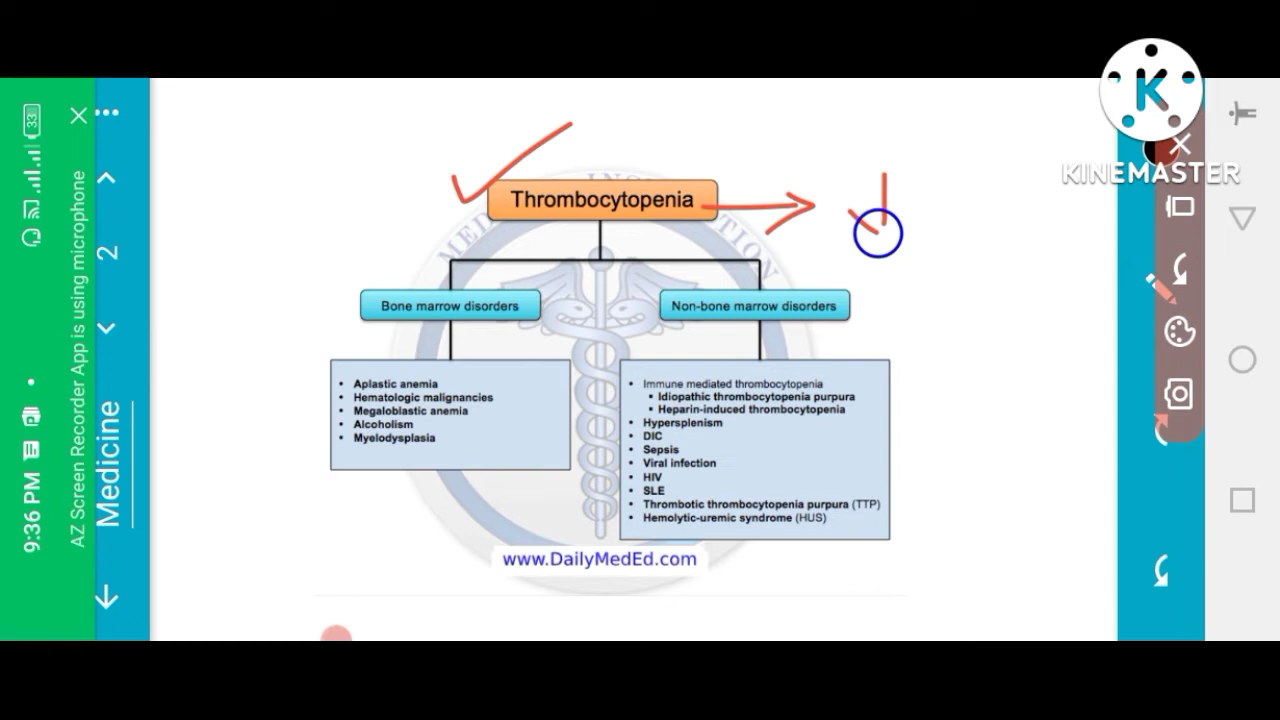 33
9:36 PM
AZ Screen Recorder App is using microphone
Medicine
2
K
KINEMASTER
Thrombocytopenia
Bone marrow disorders
Non-bone marrow disorders
• Aplastic anemia
• Hematologic malignancies
• Megaloblastic anemia
• Alcoholism
• Myelodysplasia
• Immune mediated thrombocytopenia
▪ Idiopathic thrombocytopenia purpura
▪ Heparin-induced thrombocytopenia
• Hypersplenism
• DIC
• Sepsis
• Viral infection
• HIV
• SLE
• Thrombotic thrombocytopenia purpura (TTP)
• Hemolytic-uremic syndrome (HUS)
www.DailyMedEd.com